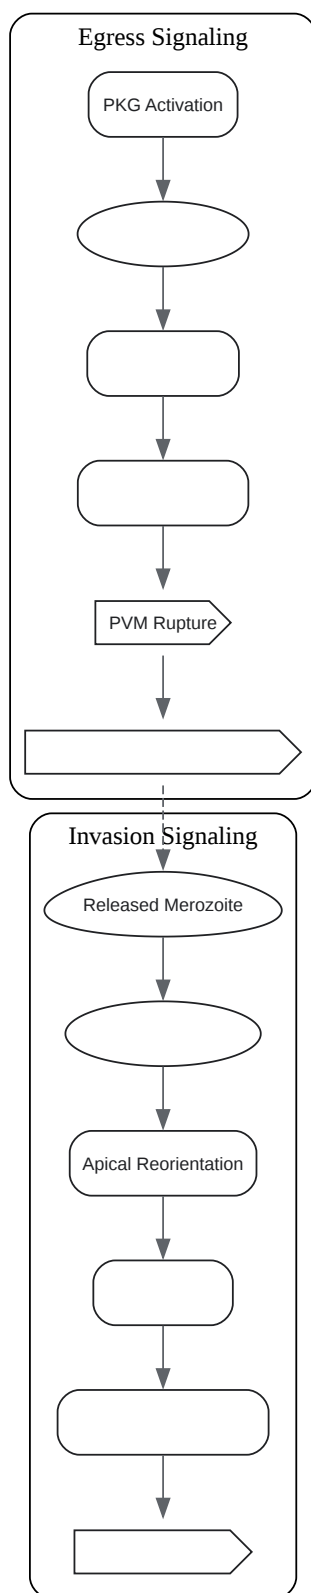 Egress Signaling
PKG Activation
PVM Rupture
Invasion Signaling
Released Merozoite
Apical Reorientation